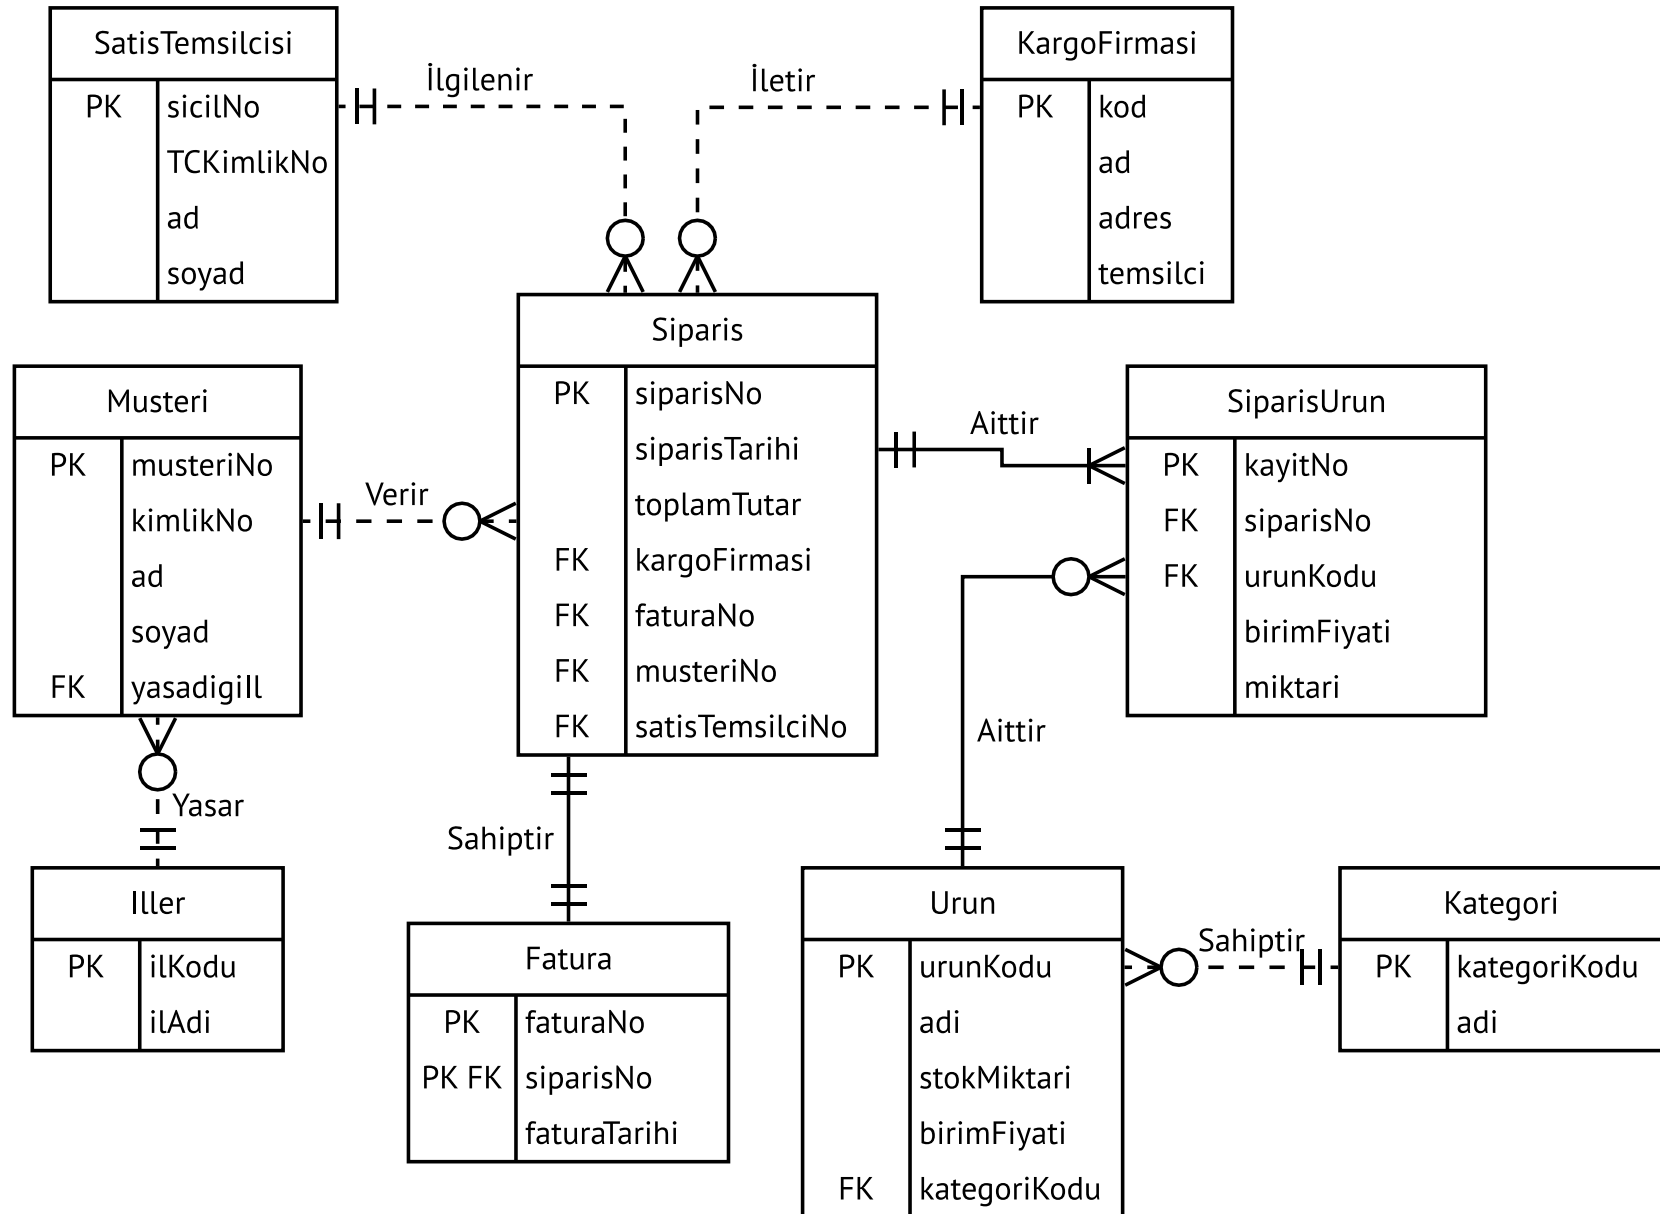 SatisTemsilcisi
PK sicilNo
TCKimlikNo
ad
soyad
İlgilenir
İletir
KargoFirmasi
PK kod
ad
adres
temsilci
Siparis
PK siparisNo
siparisTarihi
toplamTutar
FK kargoFirmasi
FK faturaNo
FK musteriNo
FK satisTemsilciNo
Musteri
PK musteriNo
kimlikNo
ad
soyad
FK yasadigiIl
Verir
Aittir
SiparisUrun
PK kayitNo
FK siparisNo
FK urunKodu
birimFiyati
miktari
Aittir
Yasar
Sahiptir
Iller
PK ilKodu
ilAdi
Fatura
PK faturaNo
PK FK siparisNo
faturaTarihi
Urun
PK urunKodu
adi
stokMiktari
birimFiyati
FK kategoriKodu
Sahiptir
Kategori
PK kategoriKodu
adi